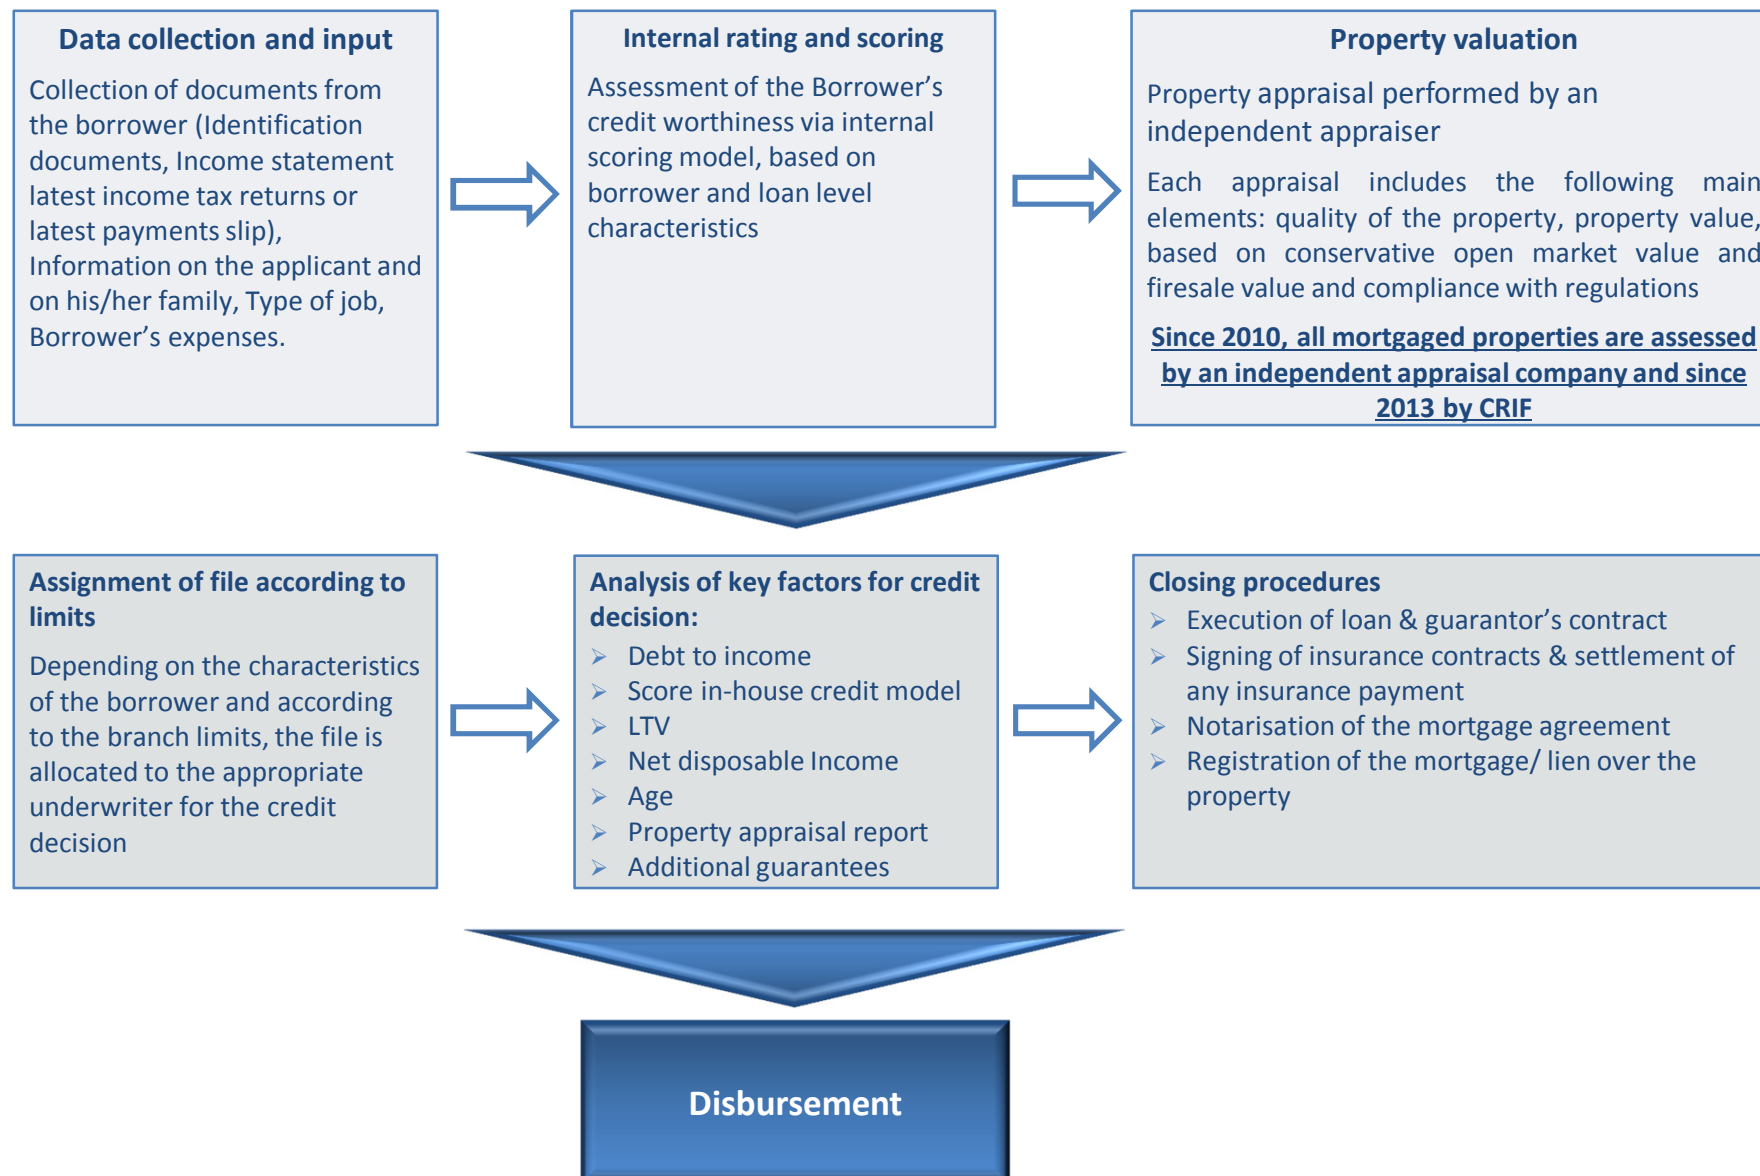 Data collection and input
Collection of documents from
the borrower (Identification
documents, Income statement
latest income tax returns or
latest payments slip),
Information on the applicant and
on his/her family, Type of job,
Borrower’s expenses.
Internal rating and scoring
Assessment of the Borrower’s
credit worthiness via internal
scoring model, based on
borrower and loan level
characteristics
Property valuation
Property appraisal performed by an
independent appraiser
Each appraisal includes the following main
elements: quality of the property, property value,
based on conservative open market value and
firesale value and compliance with regulations
Since 2010, all mortgaged properties are assessed
by an independent appraisal company and since
2013 by CRIF
Assignment of file according to
limits
Depending on the characteristics
of the borrower and according
to the branch limits, the file is
allocated to the appropriate
underwriter for the credit
decision
Analysis of key factors for credit
decision:
➢ Debt to income
➢ Score in-house credit model
➢ LTV
➢ Net disposable Income
➢ Age
➢ Property appraisal report
➢ Additional guarantees
Closing procedures
➢ Execution of loan & guarantor’s contract
➢ Signing of insurance contracts & settlement of
any insurance payment
➢ Notarisation of the mortgage agreement
➢ Registration of the mortgage/ lien over the
property
Disbursement